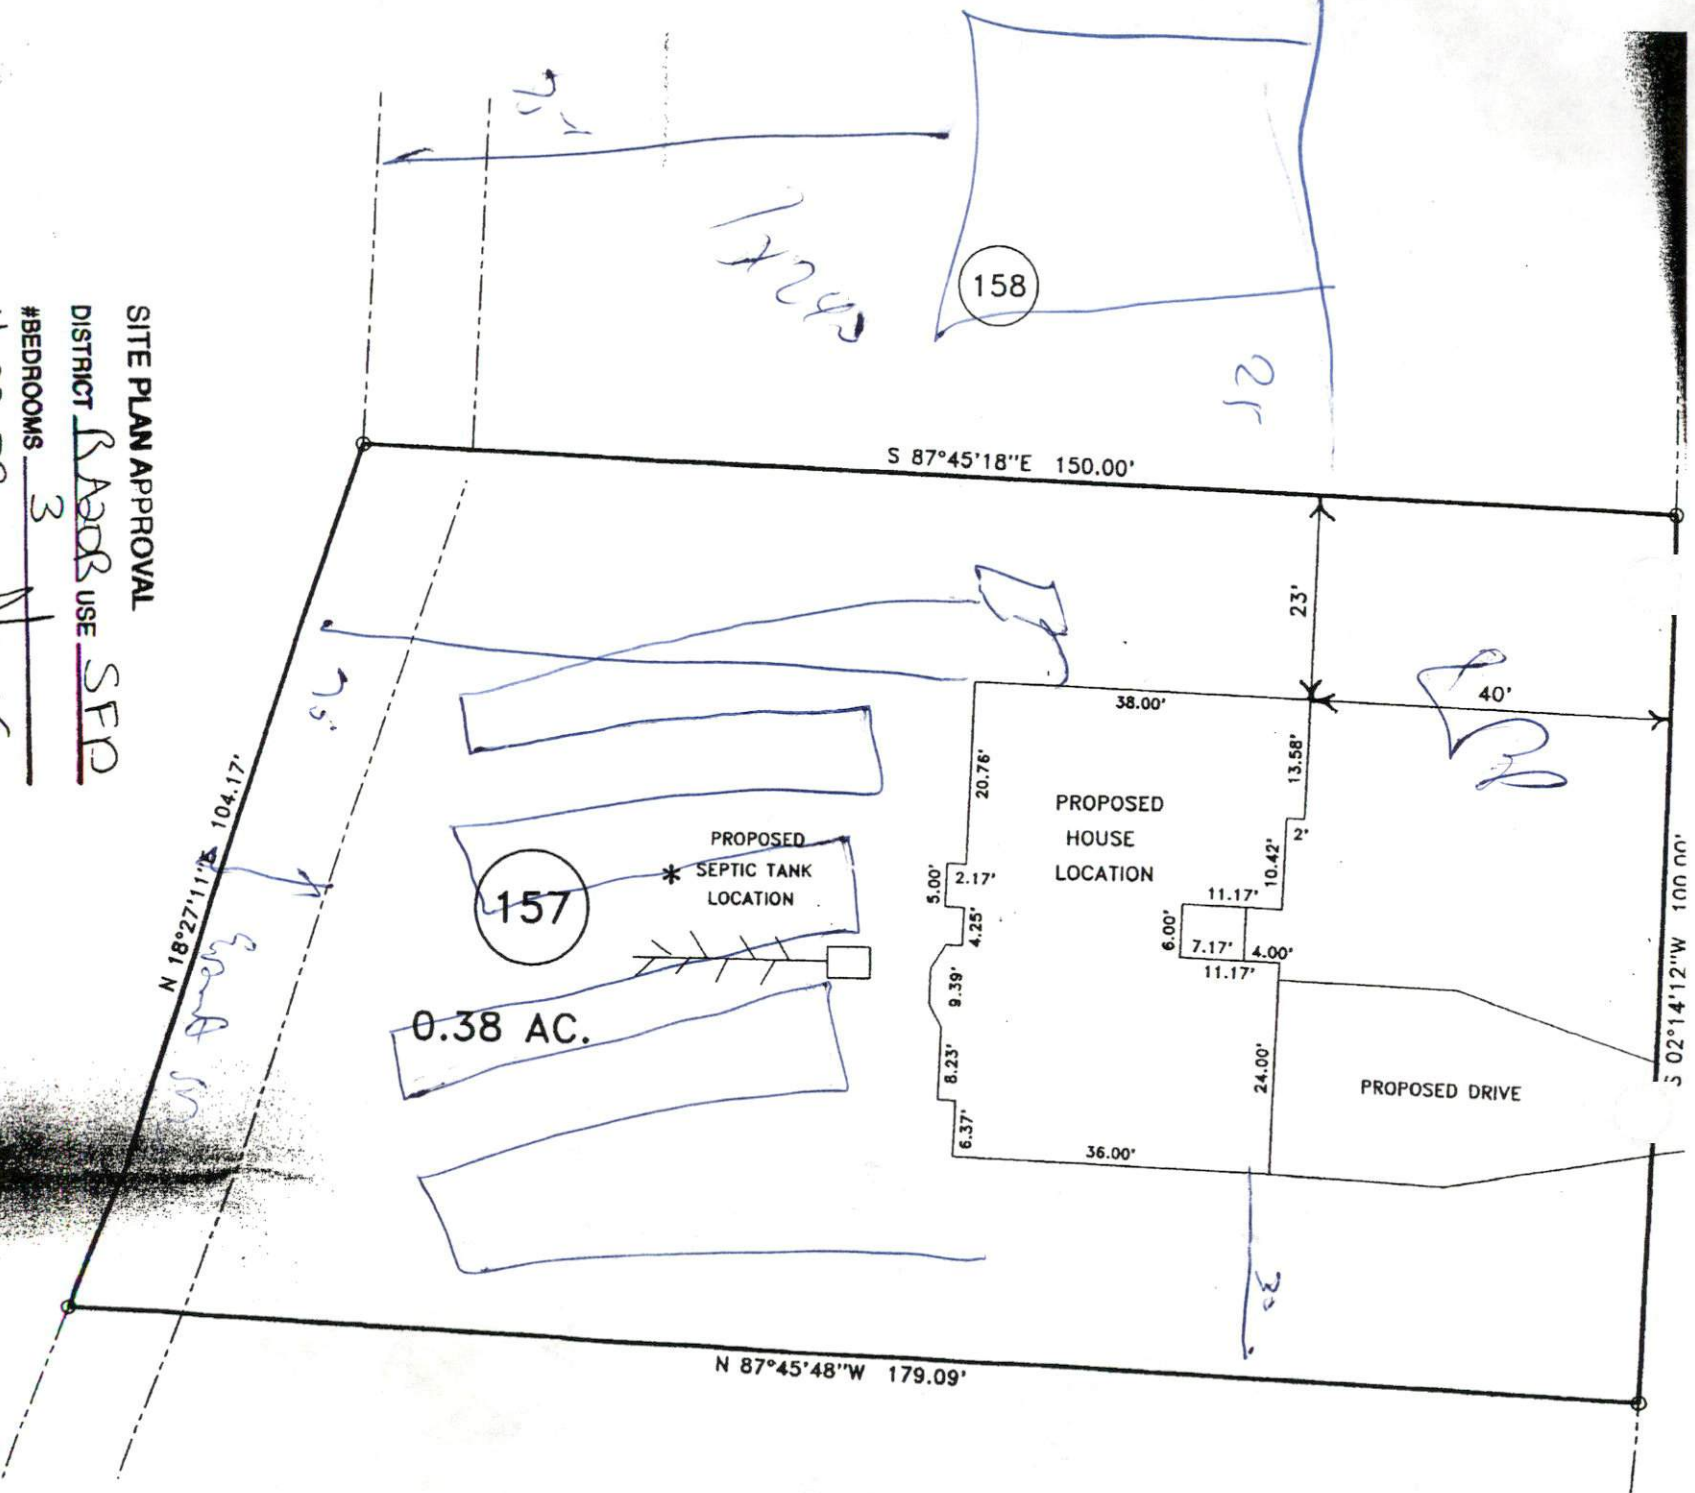 158
25
S 87°45'18"E 150.00'
23'
40'
38.00'
20.76'
13.58'
PROPOSED
HOUSE
LOCATION
2'
10.42'
PROPOSED
SEPTIC TANK
LOCATION
*
5.00'
2.17'
4.25'
11.17'
6.00'
7.17'
4.00'
11.17'
157
9.39'
0.38 AC.
8.23'
24.00'
6.37'
36.00'
PROPOSED DRIVE
S 02°14'12"W 100.00'
30
N 87°45'48"W 179.09'
N 18°27'11"E 104.17'
75'
SITE PLAN APPROVAL
DISTRICT RA20R USE SFD
#BEDROOMS 3